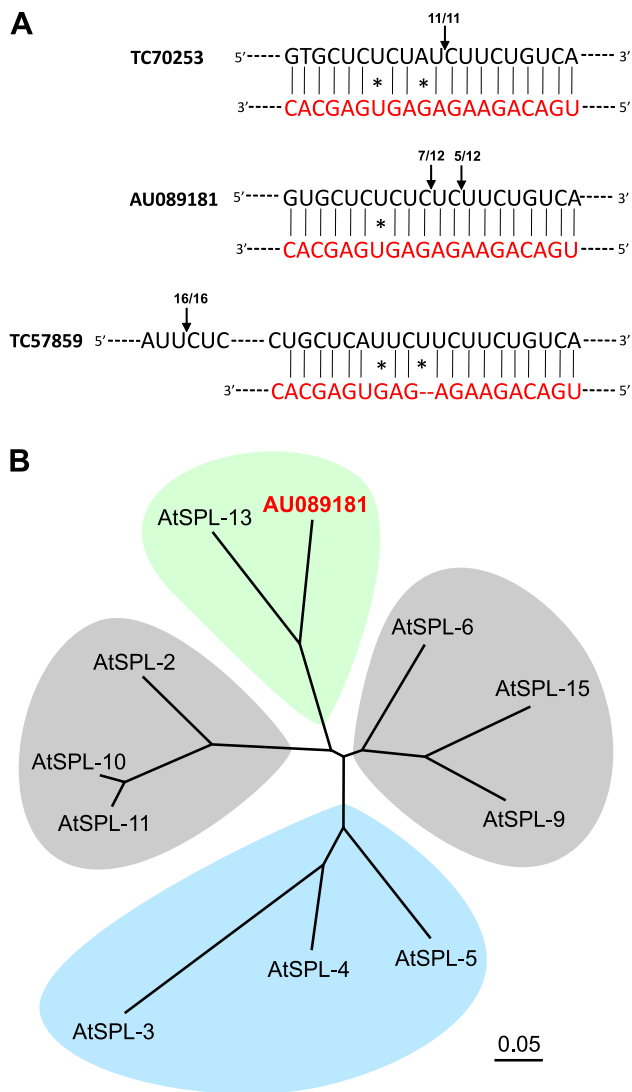 A
11/11
TC70253 5′ GTGCUCUCUAUCUUCUGUCA 3′
* *
3′ CACGAGUGAGAGAAGACAGU 5′
7/12 5/12
AU089181 5′ GUGCUCUCUCUCUUCUGUCA 3′
*
3′ CACGAGUGAGAGAAGACAGU 5′
16/16
TC57859 5′ AUUCUC CUGCUCAUUCUUUCUUCUGUCA 3′
* *
3′ CACGAGUGAG--AGAAGACAGU 5′
B
AtSPL-13
AU089181
AtSPL-6
AtSPL-2
AtSPL-15
AtSPL-10
AtSPL-11
AtSPL-9
AtSPL-5
AtSPL-4
AtSPL-3
0.05